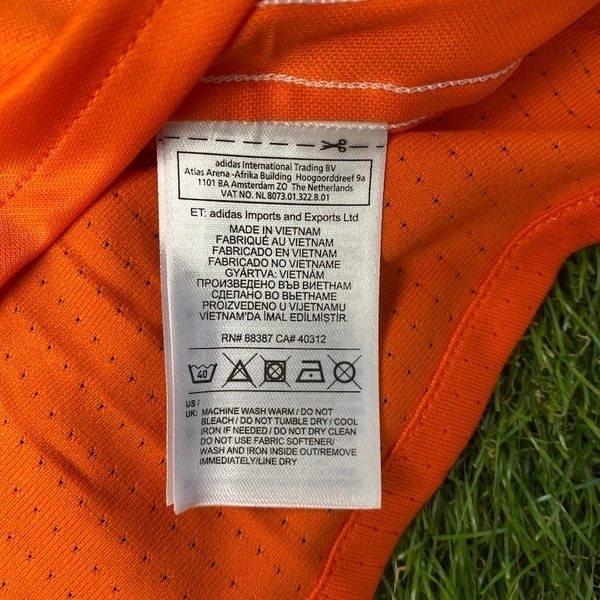 adidas International Trading BV
Atlas Arena -Afrika Building Hoogoorddreef 9a
1101 BA Amsterdam ZO The Netherlands
VAT NO. NL 8073.01.322.B.01
ET: adidas Imports and Exports Ltd
MADE IN VIETNAM
FABRIQUÉ AU VIETNAM
FABRICADO EN VIETNAM
FABRICADO NO VIETNAME
GYÁRTVA: VIETNÁM
ПРОИЗВЕДЕНО ВЪВ ВИЕТНАМ
СДЕЛАНО ВО ВЬЕТНАМЕ
PROIZVEDENO U VIJETNAMU
VIETNAM'DA İMAL EDİLMİŞTİR.
RN# 88387 CA# 40312
40
US /
UK: MACHINE WASH WARM / DO NOT
BLEACH / DO NOT TUMBLE DRY / COOL
IRON IF NEEDED / DO NOT DRY CLEAN
DO NOT USE FABRIC SOFTENER/
WASH AND IRON INSIDE OUT/REMOVE
IMMEDIATELY/LINE DRY